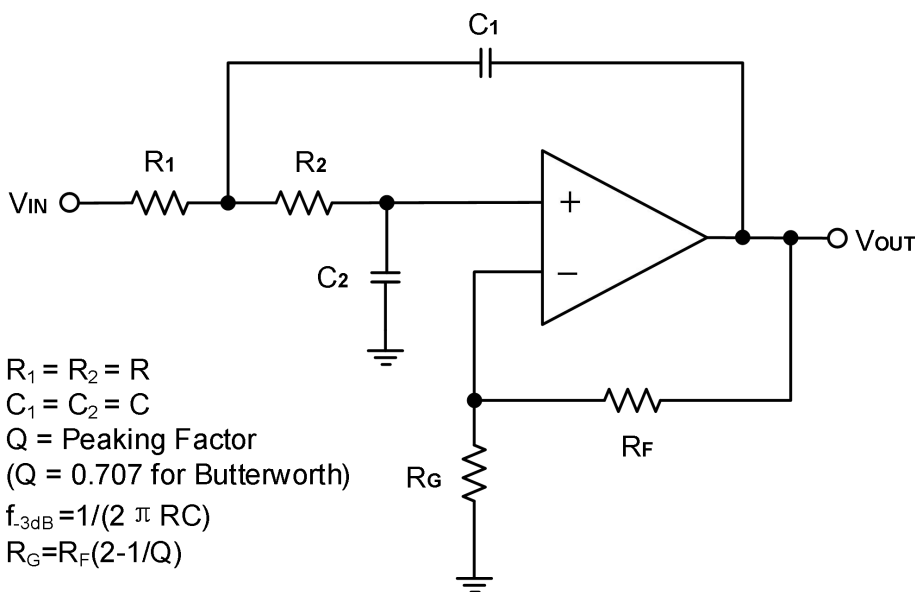 C1
R1
R2
VIN
+
−
VOUT
C2
RF
RG
R1 = R2 = R
C1 = C2 = C
Q = Peaking Factor
(Q = 0.707 for Butterworth)
f-3dB =1/(2 π RC)
RG=RF(2-1/Q)